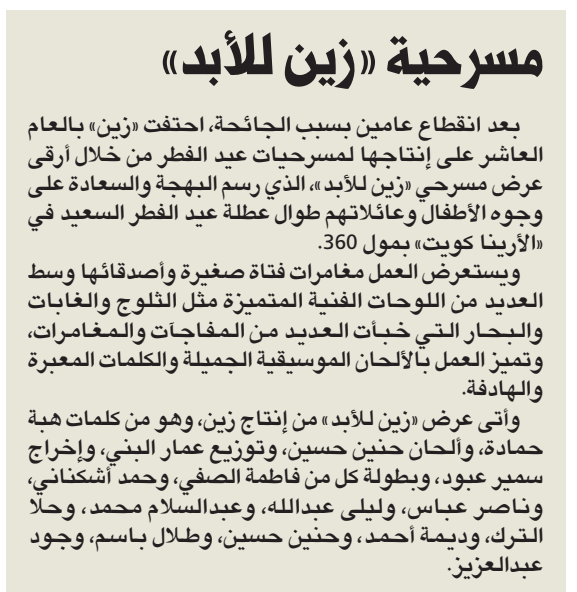 مسرحية «زين للأبد»
بعد انقطاع عامين بسبب الجائحة، احتفت «زين» بالعام
العاشر على إنتاجها لمسرحيات عيد الفطر من خلال أرقى
عرض مسرحي «زين للأبد»، الذي رسم البهجة والسعادة على
وجوه الأطفال وعائلاتهم طوال عطلة عيد الفطر السعيد في
«الأرينا كويت» بمول 360.
ويستعرض العمل مغامرات فتاة صغيرة وأصدقائها وسط
العديد من اللوحات الفنية المتميزة مثل الثلوج والغابات
والبحار التي خبأت العديد من المفاجآت والمغامرات،
وتميز العمل بالألحان الموسيقية الجميلة والكلمات المعبرة
والهادفة.
وأتى عرض «زين للأبد» من إنتاج زين، وهو من كلمات هبة
حمادة، وألحان حنين حسين، وتوزيع عمار البني، وإخراج
سمير عبود، وبطولة كل من فاطمة الصفي، وحمد أشكناني،
وناصر عباس، وليلى عبدالله، وعبدالسلام محمد، وحلا
الترك، وديمة أحمد، وحنين حسين، وطلال باسم، وجود
عبدالعزيز.